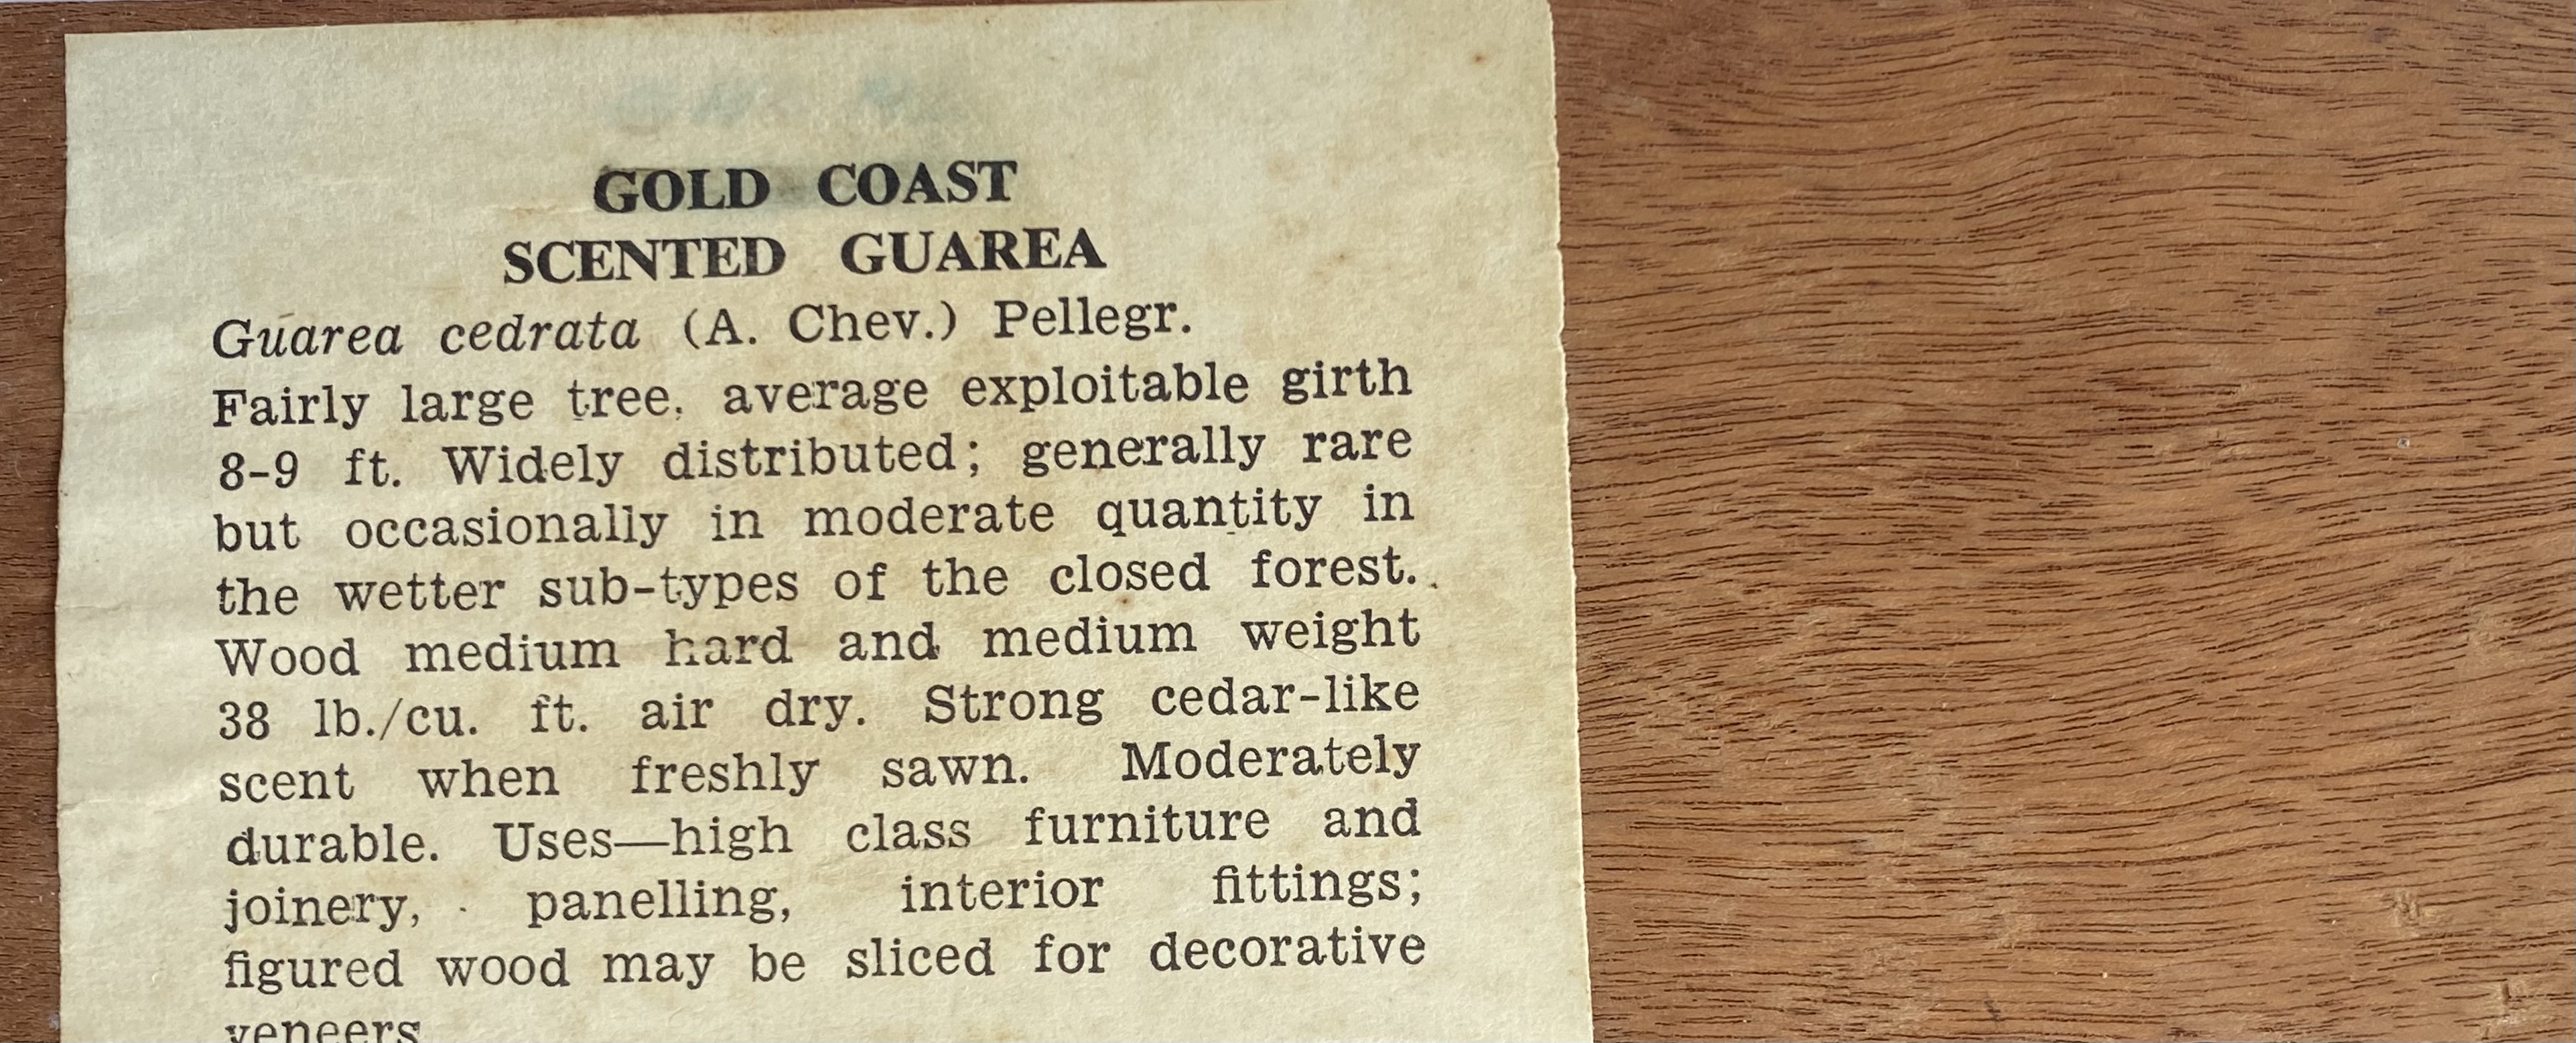 GOLD COAST
SCENTED GUAREA
Guarea cedrata (A. Chev.) Pellegr.
Fairly large tree, average exploitable girth
8-9 ft. Widely distributed; generally rare
but occasionally in moderate quantity in
the wetter sub-types of the closed forest.
Wood medium hard and medium weight
38 lb./cu. ft. air dry. Strong cedar-like
scent when freshly sawn. Moderately
durable. Uses—high class furniture and
joinery, panelling, interior fittings;
figured wood may be sliced for decorative
veneers